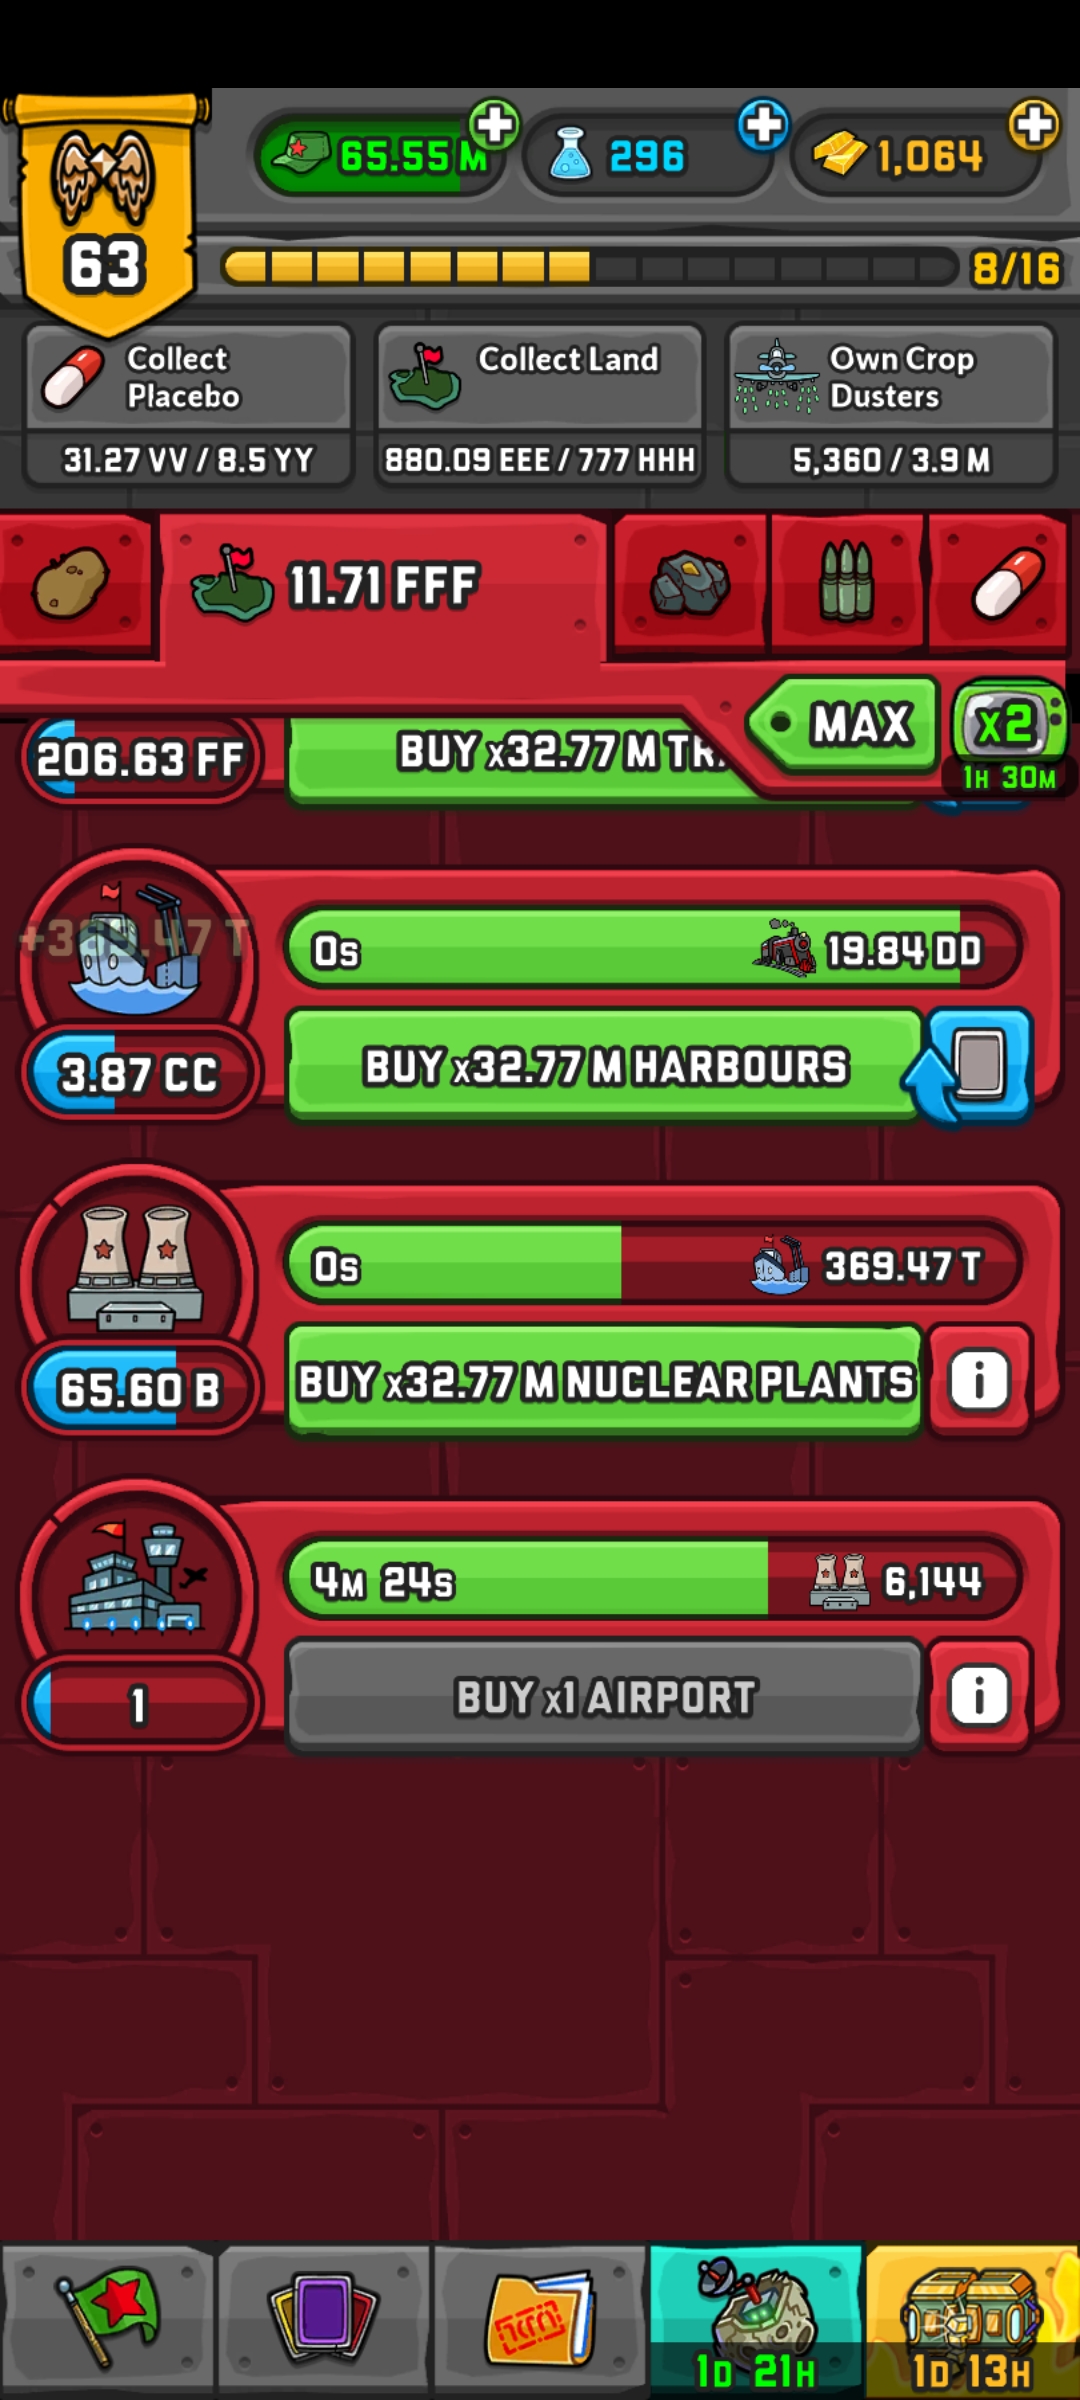 65.55 M
296
1,064
63
8/16
Collect
Placebo
31.27 VV / 8.5 YY
Collect Land
880.09 EEE / 777 HHH
Own Crop
Dusters
5,360 / 3.9 M
11.71 FFF
MAX
x2
1H 30M
206.63 FF
BUY x32.77 M
+369.47 T
0s
19.84 DD
3.87 CC
BUY x32.77 M HARBOURS
0s
369.47 T
65.60 B
BUY x32.77 M NUCLEAR PLANTS
i
4M 24s
6,144
1
BUY x1 AIRPORT
i
1D 21H
1D 13H